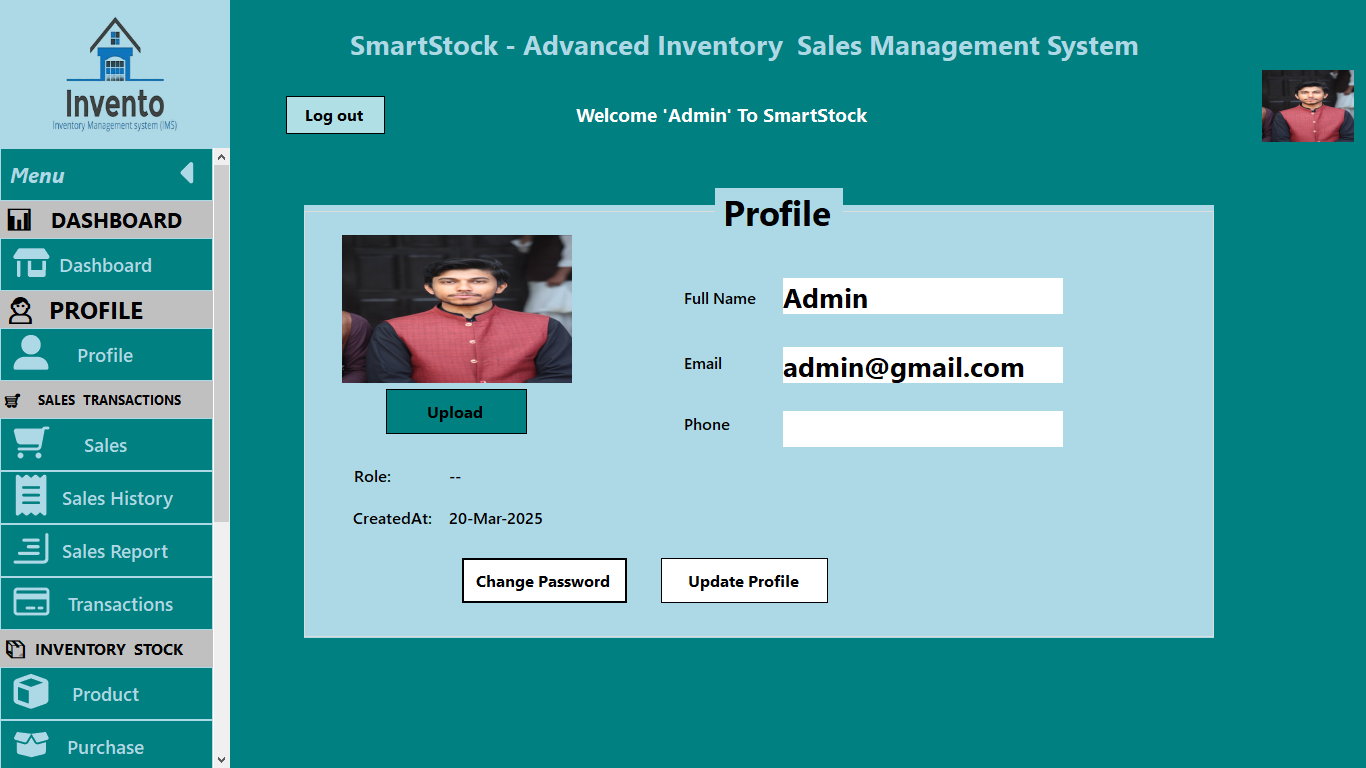 Invento
Inventory Management system (IMS)
SmartStock - Advanced Inventory  Sales Management System
Log out
Welcome 'Admin' To SmartStock
Menu
DASHBOARD
Dashboard
PROFILE
Profile
SALES TRANSACTIONS
Sales
Sales History
Sales Report
Transactions
INVENTORY STOCK
Product
Purchase
Profile
Full Name Admin
Email admin@gmail.com
Upload
Phone
Role: --
CreatedAt: 20-Mar-2025
Change Password Update Profile